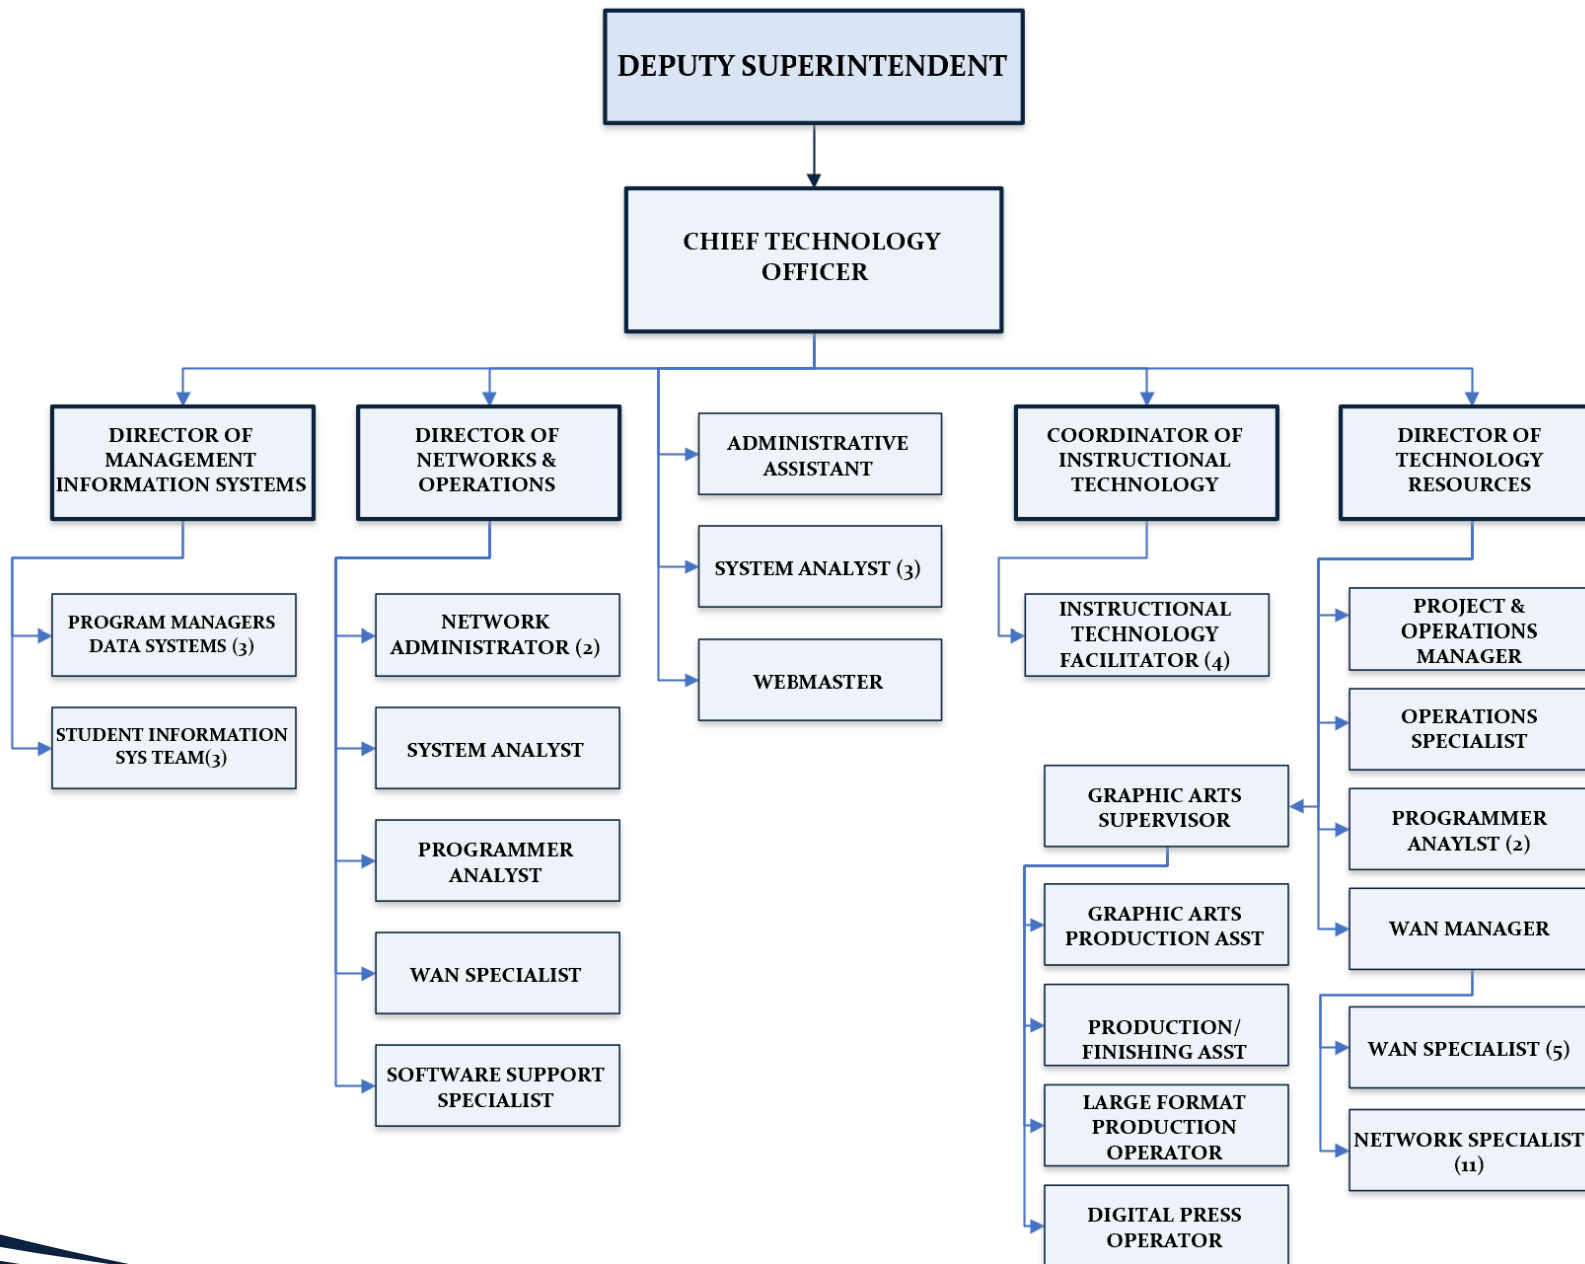 DEPUTY SUPERINTENDENT
CHIEF TECHNOLOGY
OFFICER
DIRECTOR OF
MANAGEMENT
INFORMATION SYSTEMS
PROGRAM MANAGERS
DATA SYSTEMS (3)
STUDENT INFORMATION
SYS TEAM(3)
DIRECTOR OF
NETWORKS &
OPERATIONS
NETWORK
ADMINISTRATOR (2)
SYSTEM ANALYST
PROGRAMMER
ANALYST
WAN SPECIALIST
SOFTWARE SUPPORT
SPECIALIST
ADMINISTRATIVE
ASSISTANT
SYSTEM ANALYST (3)
WEBMASTER
COORDINATOR OF
INSTRUCTIONAL
TECHNOLOGY
INSTRUCTIONAL
TECHNOLOGY
FACILITATOR (4)
DIRECTOR OF
TECHNOLOGY
RESOURCES
PROJECT &
OPERATIONS
MANAGER
OPERATIONS
SPECIALIST
PROGRAMMER
ANAYLST (2)
WAN MANAGER
WAN SPECIALIST (5)
NETWORK SPECIALIST
(11)
GRAPHIC ARTS
SUPERVISOR
GRAPHIC ARTS
PRODUCTION ASST
PRODUCTION/
FINISHING ASST
LARGE FORMAT
PRODUCTION
OPERATOR
DIGITAL PRESS
OPERATOR